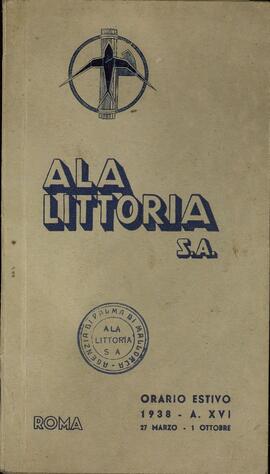 ALA
LITTORIA
S.A.
AGENZIA DI PALMA DI MALLORCA
ALA
LITTORIA
S A
ORARIO ESTIVO
1938 - A. XVI
27 MARZO - 1 OTTOBRE
ROMA